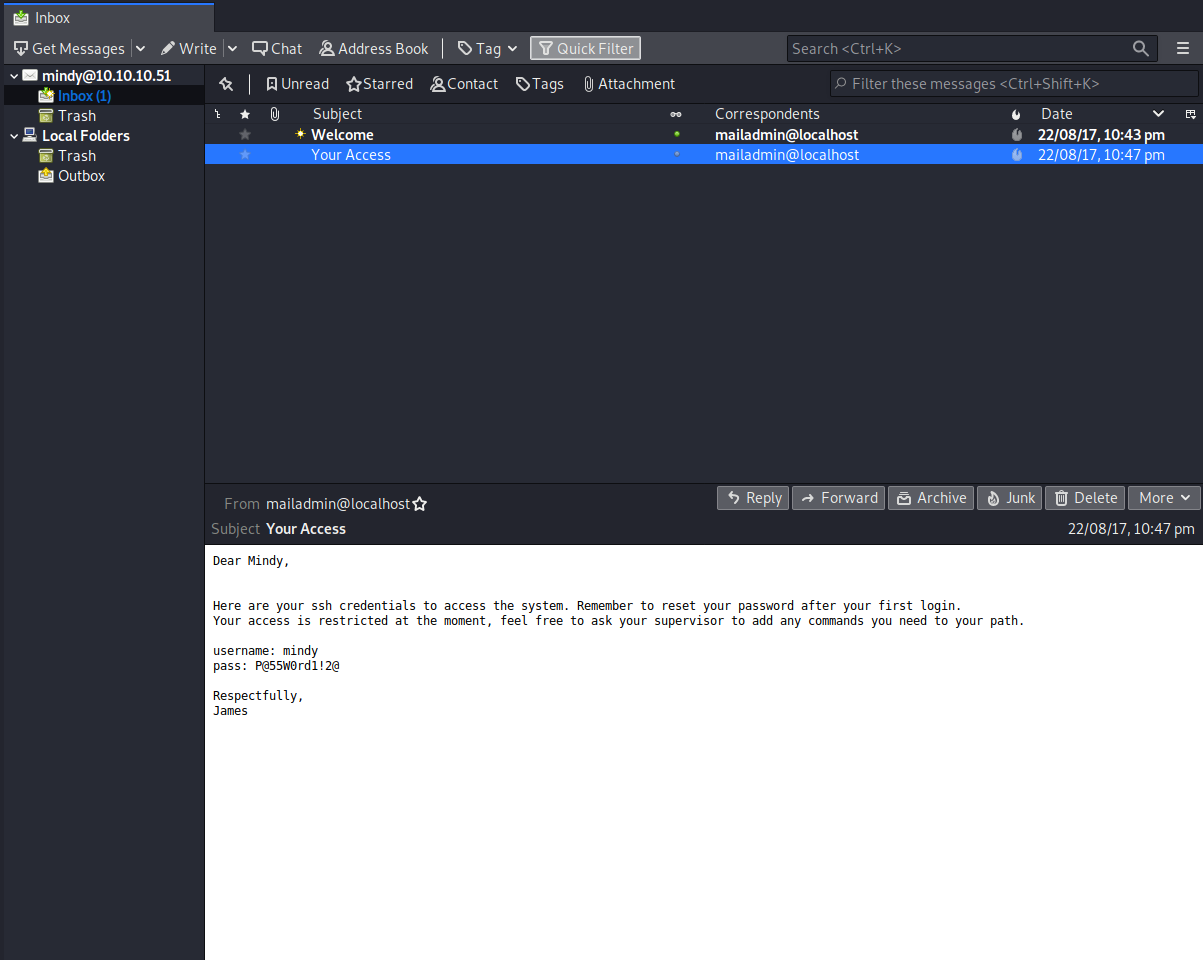 Inbox
Get Messages Write Chat Address Book Tag Quick Filter Search <Ctrl+K>
mindy@10.10.10.51
Inbox (1)
Trash
Local Folders
Trash
Outbox
Unread Starred Contact Tags Attachment Filter these messages <Ctrl+Shift+K>
Subject Correspondents Date
Welcome mailadmin@localhost 22/08/17, 10:43 pm
Your Access mailadmin@localhost 22/08/17, 10:47 pm
From mailadmin@localhost Reply Forward Archive Junk Delete More
Subject Your Access 22/08/17, 10:47 pm
Dear Mindy,
Here are your ssh credentials to access the system. Remember to reset your password after your first login.
Your access is restricted at the moment, feel free to ask your supervisor to add any commands you need to your path.
username: mindy
pass: P@55W0rd1!2@
Respectfully,
James